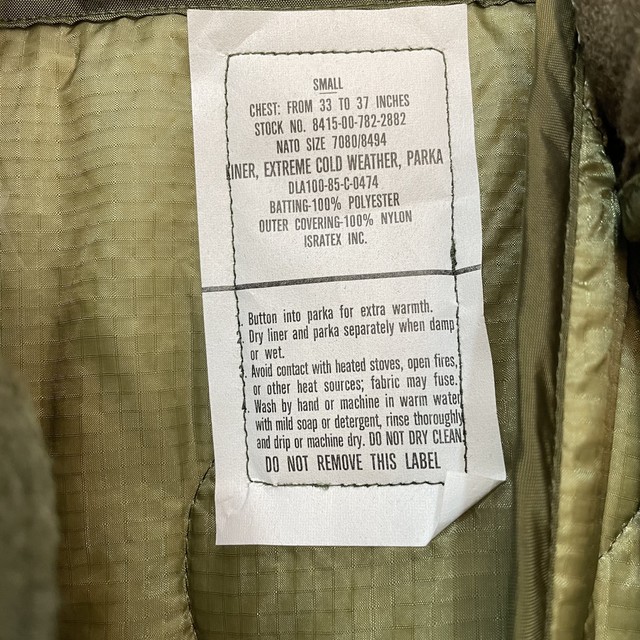 SMALL
CHEST: FROM 33 TO 37 INCHES
STOCK NO. 8415-00-782-2882
NATO SIZE 7080/8494
INER, EXTREME COLD WEATHER, PARKA
DLA100-85-C-0474
BATTING-100% POLYESTER
OUTER COVERING-100% NYLON
ISRATEX INC.
. Button into parka for extra warmth.
. Dry liner and parka separately when damp
or wet.
. Avoid contact with heated stoves, open fires,
or other heat sources; fabric may fuse.
. Wash by hand or machine in warm water
with mild soap or detergent, rinse thoroughly
and drip or machine dry. DO NOT DRY CLEAN.
DO NOT REMOVE THIS LABEL